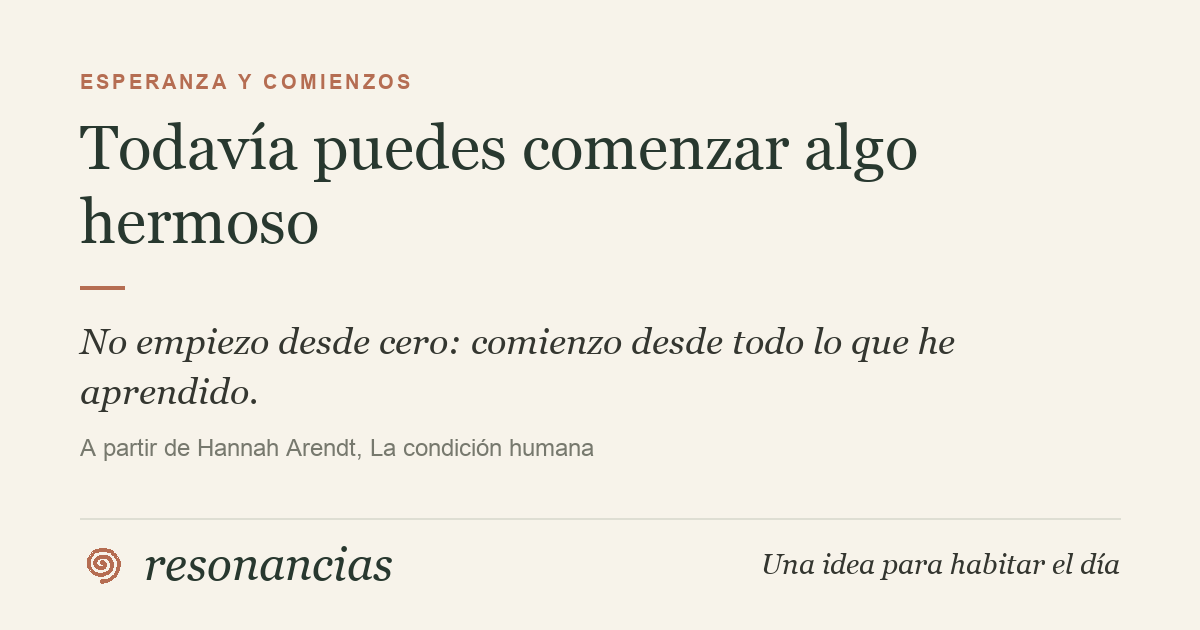 ESPERANZA Y COMIENZOS
Todavía puedes comenzar algo
hermoso
No empiezo desde cero: comienzo desde todo lo que he
aprendido.
A partir de Hannah Arendt, La condición humana
resonancias
Una idea para habitar el día